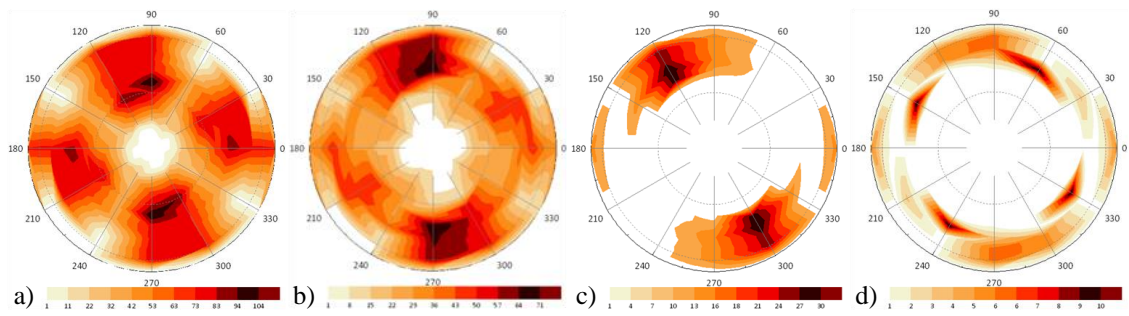 90 90 90 90
120 60 120 60 120 60 120 60
150 30 150 30 150 30 150 30
180 0 180 0 180 0 180 0
210 330 210 330 210 330 210 330
240 300 240 300 240 300 240 300
270 270 270 270
a) 1 11 22 32 42 53 63 73 83 94 104
b) 1 8 15 22 29 36 43 50 57 64 71
c) 1 4 7 10 13 16 18 21 24 27 30
d) 1 2 3 4 5 6 6 7 8 9 10